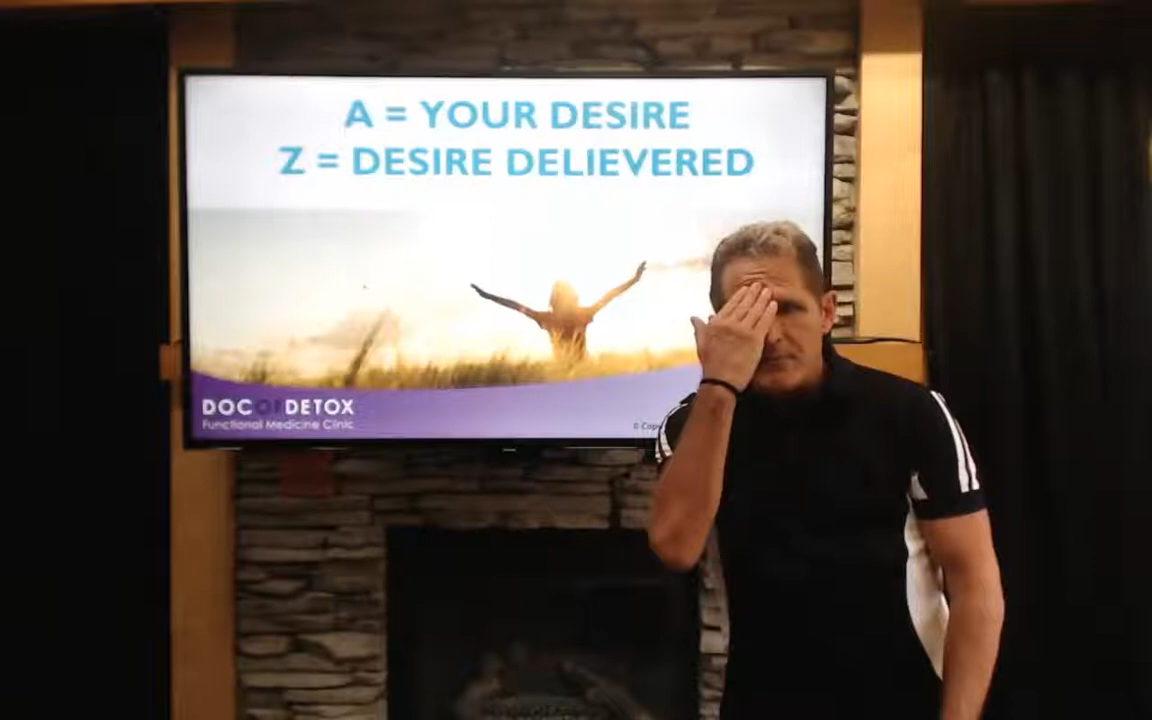 A = YOUR DESIRE
Z = DESIRE DELIEVERED
DOC OF DETOX
Functional Medicine Clinic
©